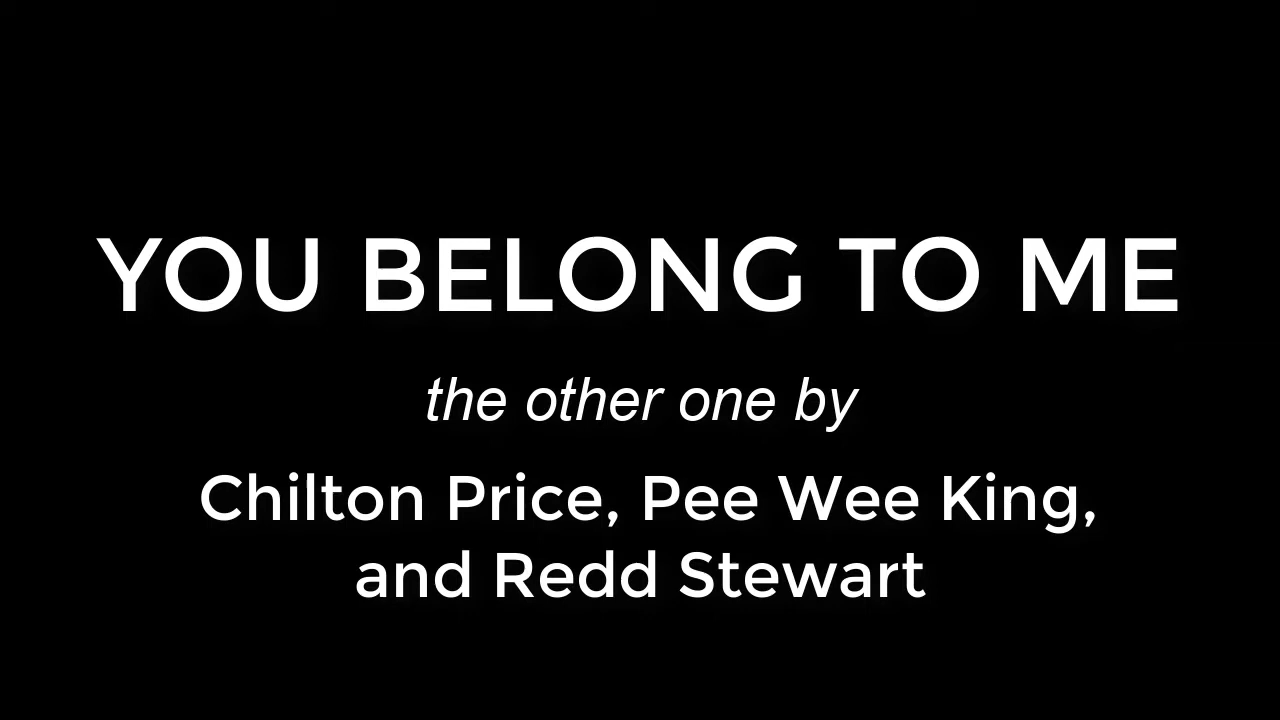 YOU BELONG TO ME
the other one by
Chilton Price, Pee Wee King,
and Redd Stewart